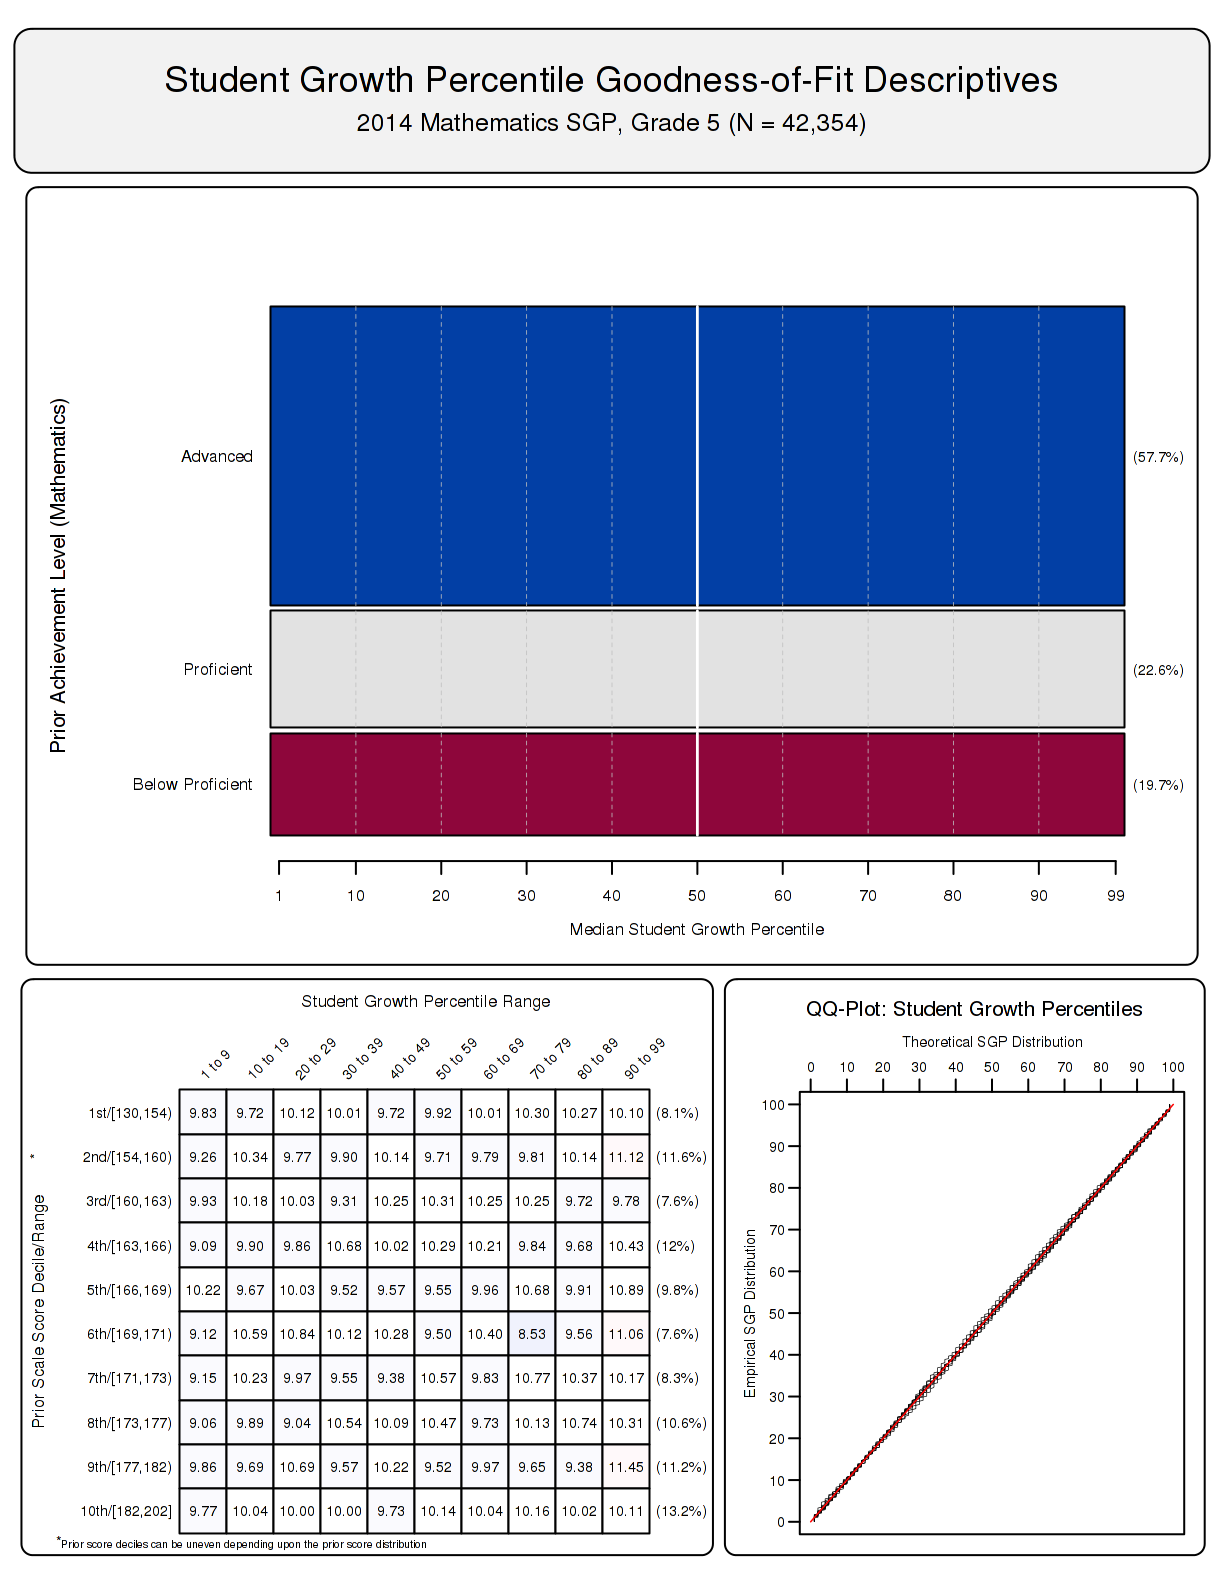 Student Growth Percentile Goodness-of-Fit Descriptives
2014 Mathematics SGP, Grade 5 (N = 42,354)
Prior Achievement Level (Mathematics)
Advanced (57.7%)
Proficient (22.6%)
Below Proficient (19.7%)
1 10 20 30 40 50 60 70 80 90 99
Median Student Growth Percentile
Student Growth Percentile Range
1 to 9 10 to 19 20 to 29 30 to 39 40 to 49 50 to 59 60 to 69 70 to 79 80 to 89 90 to 99
* Prior Scale Score Decile/Range
1st/[130,154) 9.83 9.72 10.12 10.01 9.72 9.92 10.01 10.30 10.27 10.10 (8.1%)
2nd/[154,160) 9.26 10.34 9.77 9.90 10.14 9.71 9.79 9.81 10.14 11.12 (11.6%)
3rd/[160,163) 9.93 10.18 10.03 9.31 10.25 10.31 10.25 10.25 9.72 9.78 (7.6%)
4th/[163,166) 9.09 9.90 9.86 10.68 10.02 10.29 10.21 9.84 9.68 10.43 (12%)
5th/[166,169) 10.22 9.67 10.03 9.52 9.57 9.55 9.96 10.68 9.91 10.89 (9.8%)
6th/[169,171) 9.12 10.59 10.84 10.12 10.28 9.50 10.40 8.53 9.56 11.06 (7.6%)
7th/[171,173) 9.15 10.23 9.97 9.55 9.38 10.57 9.83 10.77 10.37 10.17 (8.3%)
8th/[173,177) 9.06 9.89 9.04 10.54 10.09 10.47 9.73 10.13 10.74 10.31 (10.6%)
9th/[177,182) 9.86 9.69 10.69 9.57 10.22 9.52 9.97 9.65 9.38 11.45 (11.2%)
10th/[182,202] 9.77 10.04 10.00 10.00 9.73 10.14 10.04 10.16 10.02 10.11 (13.2%)
*Prior score deciles can be uneven depending upon the prior score distribution
QQ-Plot: Student Growth Percentiles
Theoretical SGP Distribution
0 10 20 30 40 50 60 70 80 90 100
Empirical SGP Distribution
100
90
80
70
60
50
40
30
20
10
0